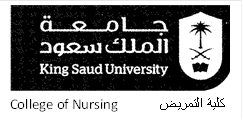 جامعة
الملك سعود
King Saud University
College of Nursing كلية التمريض